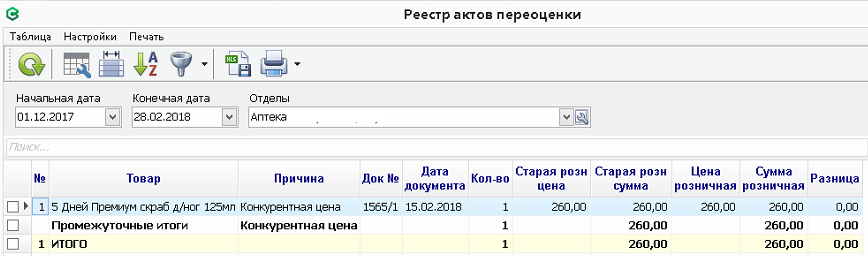 Реестр актов переоценки
Таблица Настройки Печать
Начальная дата Конечная дата Отделы
01.12.2017 28.02.2018 Аптека
Поиск...
№ Товар Причина Док № Дата документа Кол-во Старая розн цена Старая розн сумма Цена розничная Сумма розничная Разница
1 5 Дней Премиум скраб д/ног 125мл Конкурентная цена 1565/1 15.02.2018 1 260,00 260,00 260,00 260,00 0,00
Промежуточные итоги Конкурентная цена 1 260,00 260,00 0,00
1 ИТОГО 1 260,00 260,00 0,00